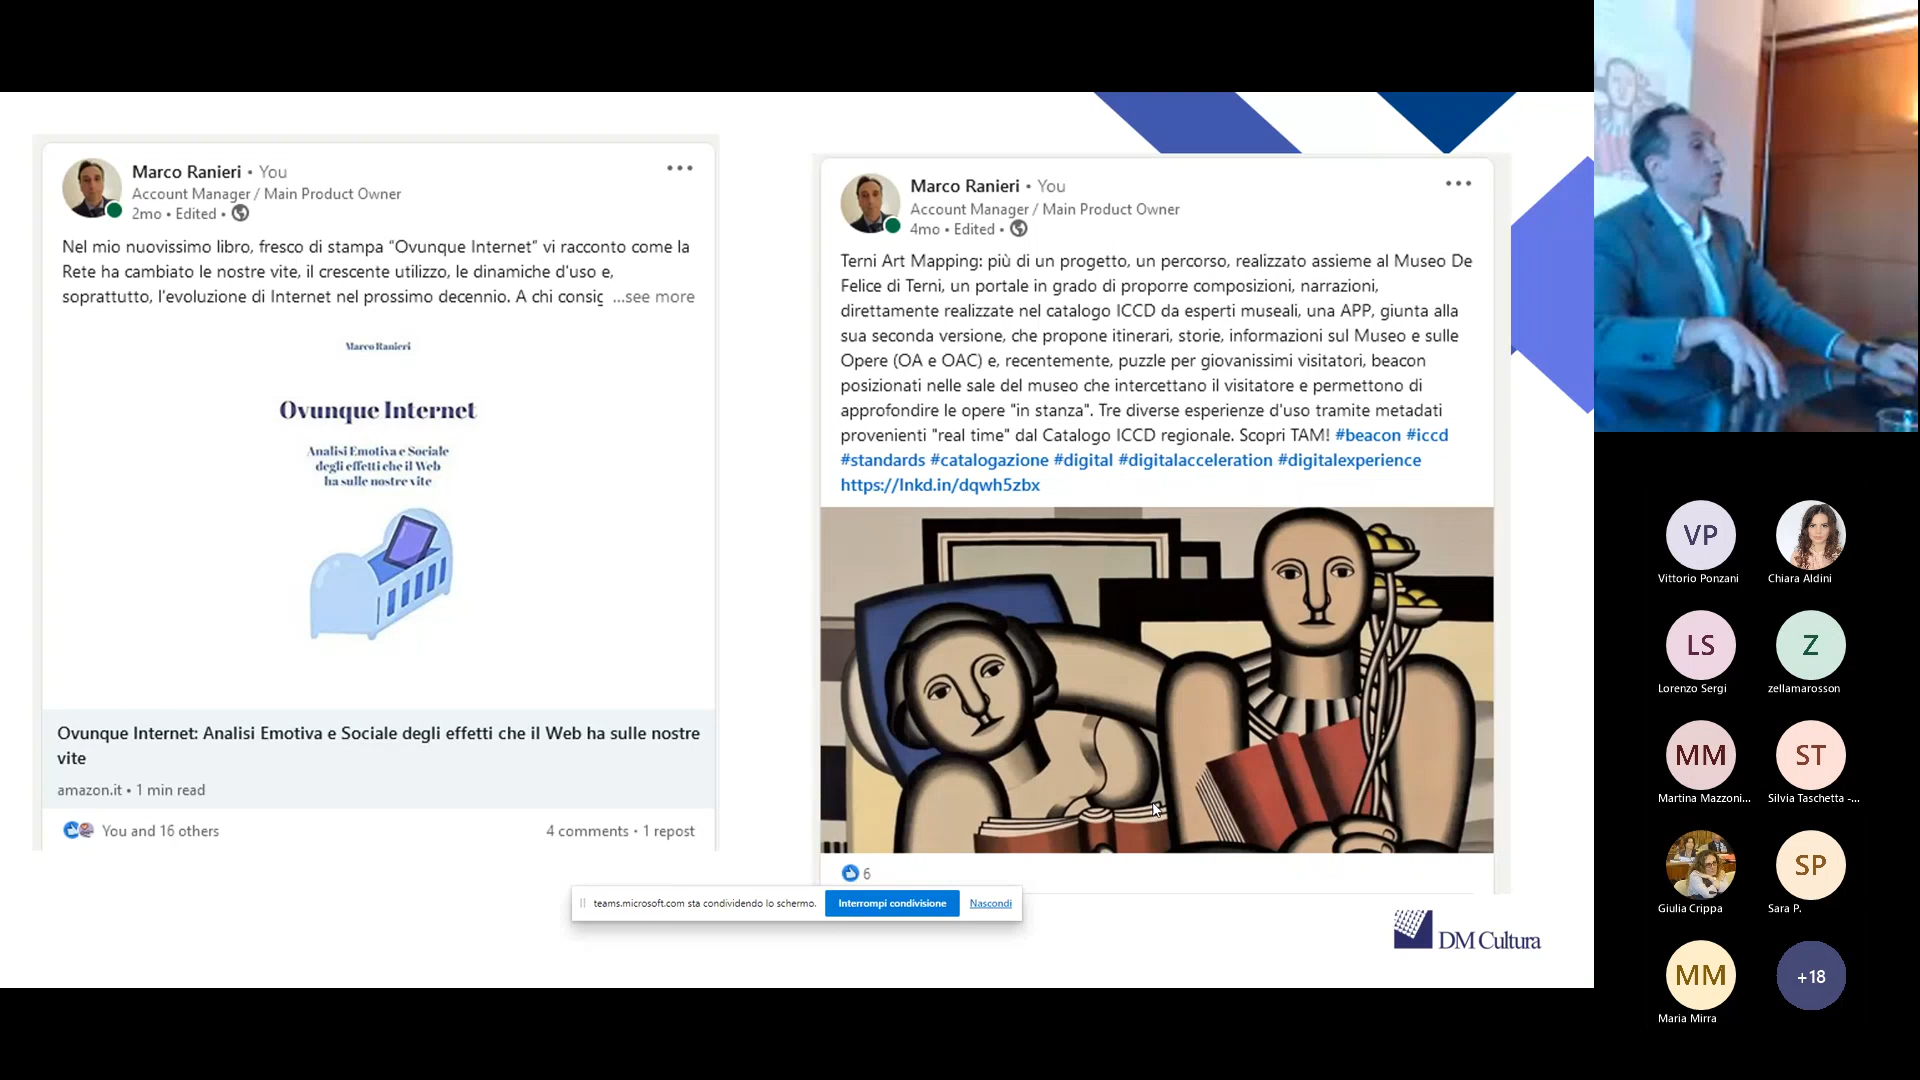 Marco Ranieri • You
Account Manager / Main Product Owner
2mo • Edited •
Nel mio nuovissimo libro, fresco di stampa “Ovunque Internet” vi racconto come la
Rete ha cambiato le nostre vite, il crescente utilizzo, le dinamiche d'uso e,
soprattutto, l'evoluzione di Internet nel prossimo decennio. A chi consig ...see more
Marco Ranieri
Ovunque Internet
Analisi Emotiva e Sociale
degli effetti che il Web
ha sulle nostre vite
Ovunque Internet: Analisi Emotiva e Sociale degli effetti che il Web ha sulle nostre
vite
amazon.it • 1 min read
You and 16 others
4 comments • 1 repost
Marco Ranieri • You
Account Manager / Main Product Owner
4mo • Edited •
Terni Art Mapping: più di un progetto, un percorso, realizzato assieme al Museo De
Felice di Terni, un portale in grado di proporre composizioni, narrazioni,
direttamente realizzate nel catalogo ICCD da esperti museali, una APP, giunta alla
sua seconda versione, che propone itinerari, storie, informazioni sul Museo e sulle
Opere (OA e OAC) e, recentemente, puzzle per giovanissimi visitatori, beacon
posizionati nelle sale del museo che intercettano il visitatore e permettono di
approfondire le opere "in stanza". Tre diverse esperienze d'uso tramite metadati
provenienti "real time" dal Catalogo ICCD regionale. Scopri TAM! #beacon #iccd
#standards #catalogazione #digital #digitalacceleration #digitalexperience
https://lnkd.in/dqwh5zbx
6
teams.microsoft.com sta condividendo lo schermo.
Interrompi condivisione
Nascondi
DM Cultura
VP
Vittorio Ponzani
Chiara Aldini
LS
Lorenzo Sergi
Z
zellamarosson
MM
Martina Mazzoni...
ST
Silvia Taschetta -...
Giulia Crippa
SP
Sara P.
MM
Maria Mirra
+18